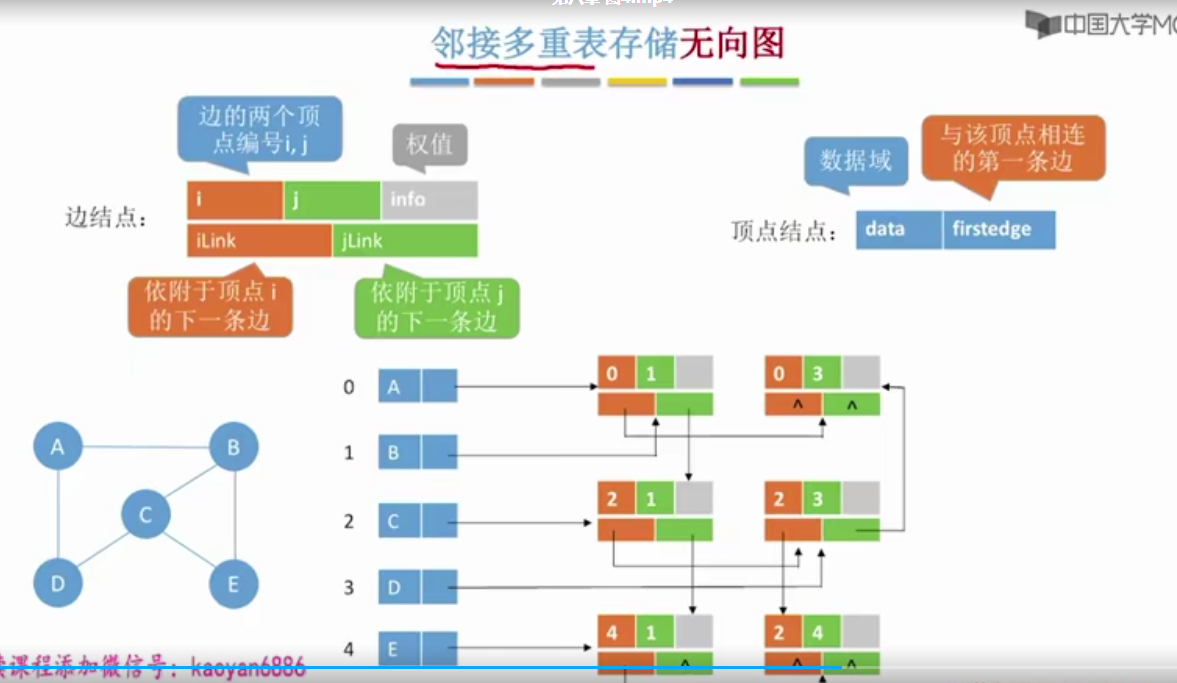 中国大学MO
邻接多重表存储无向图
边的两个顶
点编号i, j
权值
数据域
与该顶点相连
的第一条边
边结点：
i j info
iLink jLink
顶点结点：
data firstedge
依附于顶点 i
的下一条边
依附于顶点 j
的下一条边
0 A 0 1 0 3
^ ^
A B
1 B
C
2 C 2 1 2 3
D E
3 D
4 E 4 1 2 4
^ ^ ^
课程添加微信号：kaoyan6886